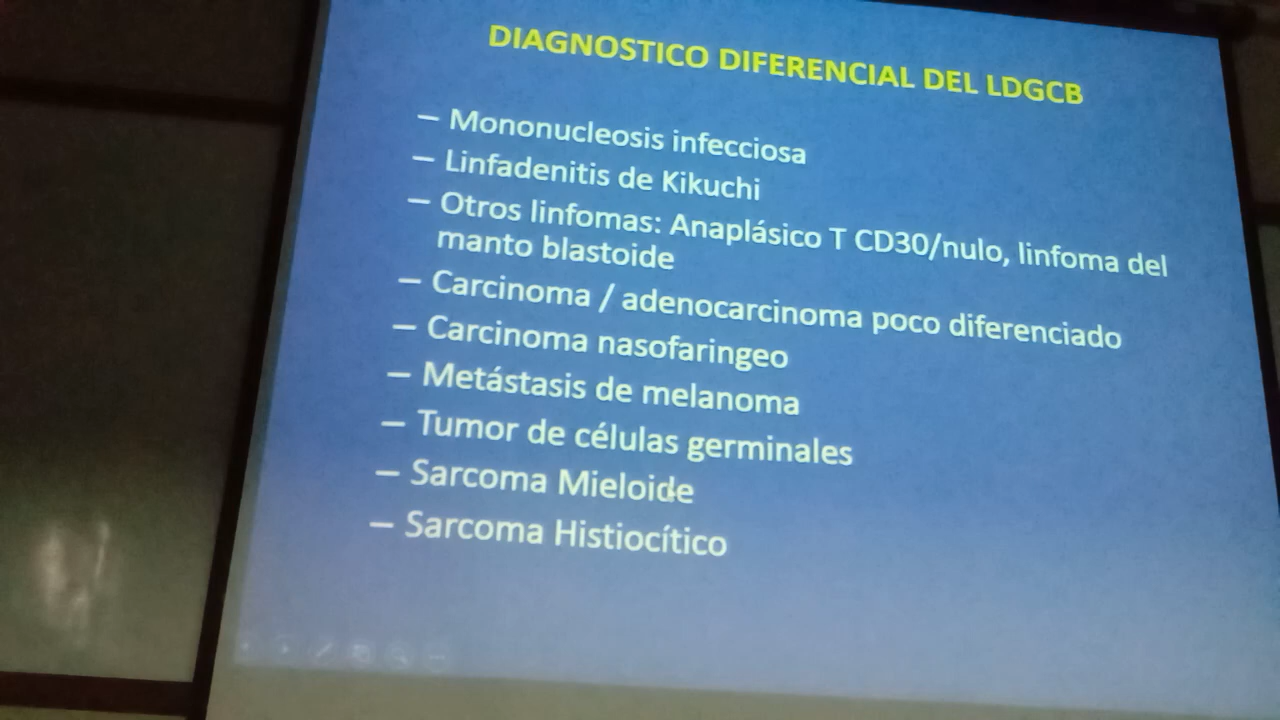 DIAGNOSTICO DIFERENCIAL DEL LDGCB
– Mononucleosis infecciosa
– Linfadenitis de Kikuchi
– Otros linfomas: Anaplásico T CD30/nulo, linfoma del
manto blastoide
– Carcinoma / adenocarcinoma poco diferenciado
– Carcinoma nasofaringeo
– Metástasis de melanoma
– Tumor de células germinales
– Sarcoma Mieloide
– Sarcoma Histiocítico